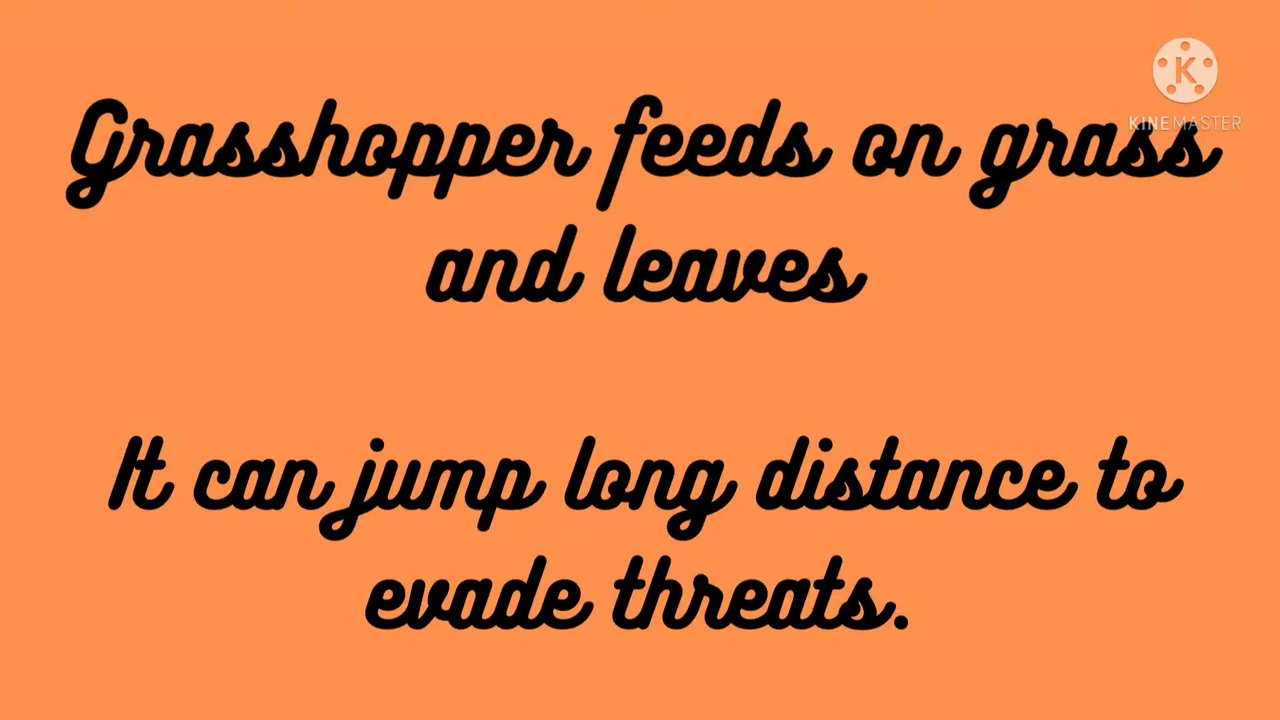 K
KINEMASTER
Grasshopper feeds on grass
and leaves
It can jump long distance to
evade threats.